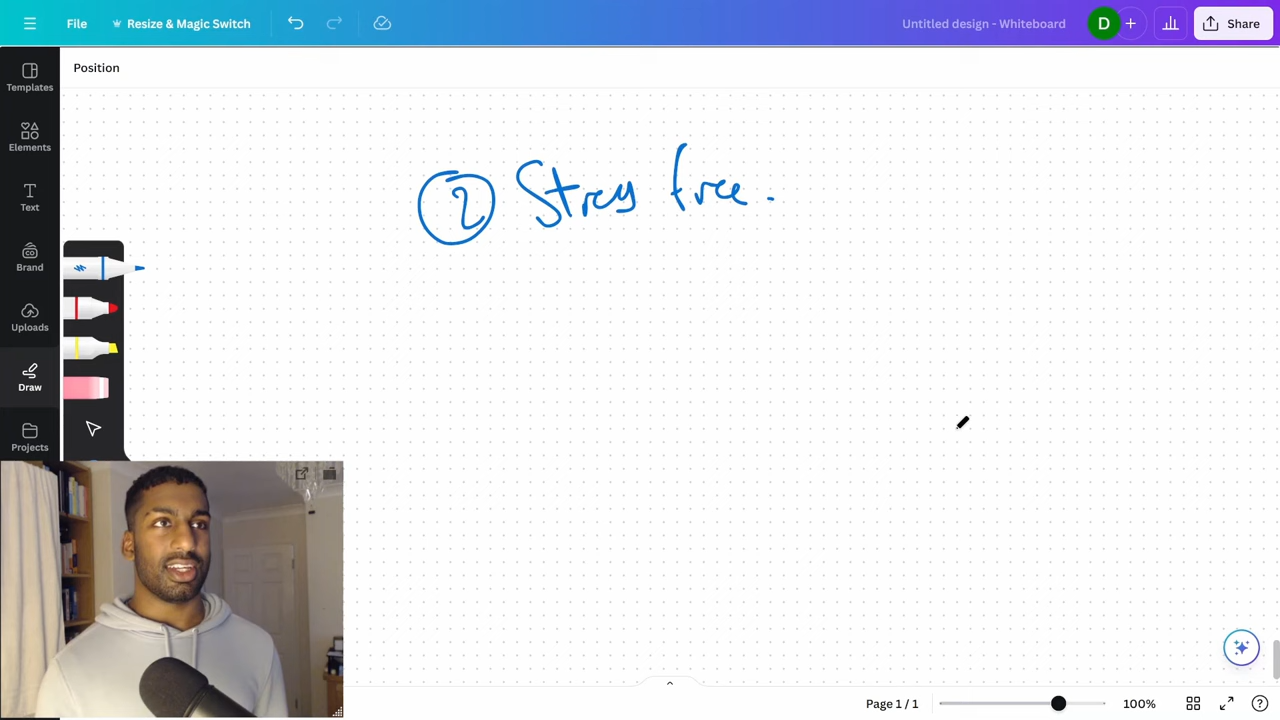 File
Resize & Magic Switch
Untitled design - Whiteboard
D
+
Share
Templates
Position
Elements
Text
Brand
Uploads
Draw
Projects
② Stress free.
Page 1 / 1
100%
?